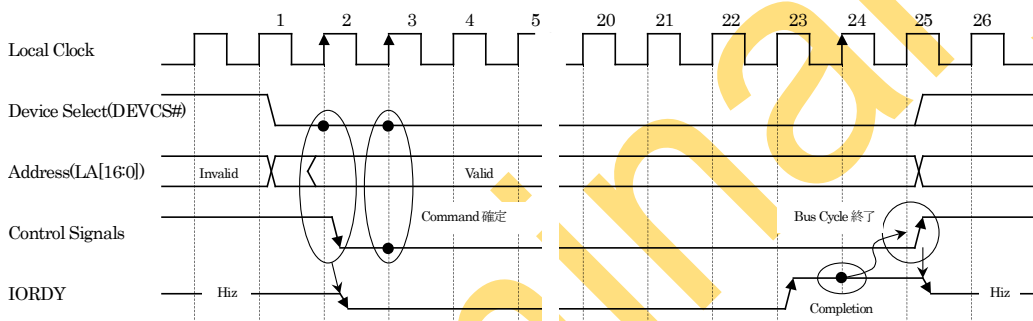 1 2 3 4 5 20 21 22 23 24 25 26
Local Clock
Device Select(DEVCS#)
Address(LA[16:0])
Invalid
Valid
Control Signals
Command 確定
Bus Cycle 終了
IORDY
Hiz
Completion
Hiz